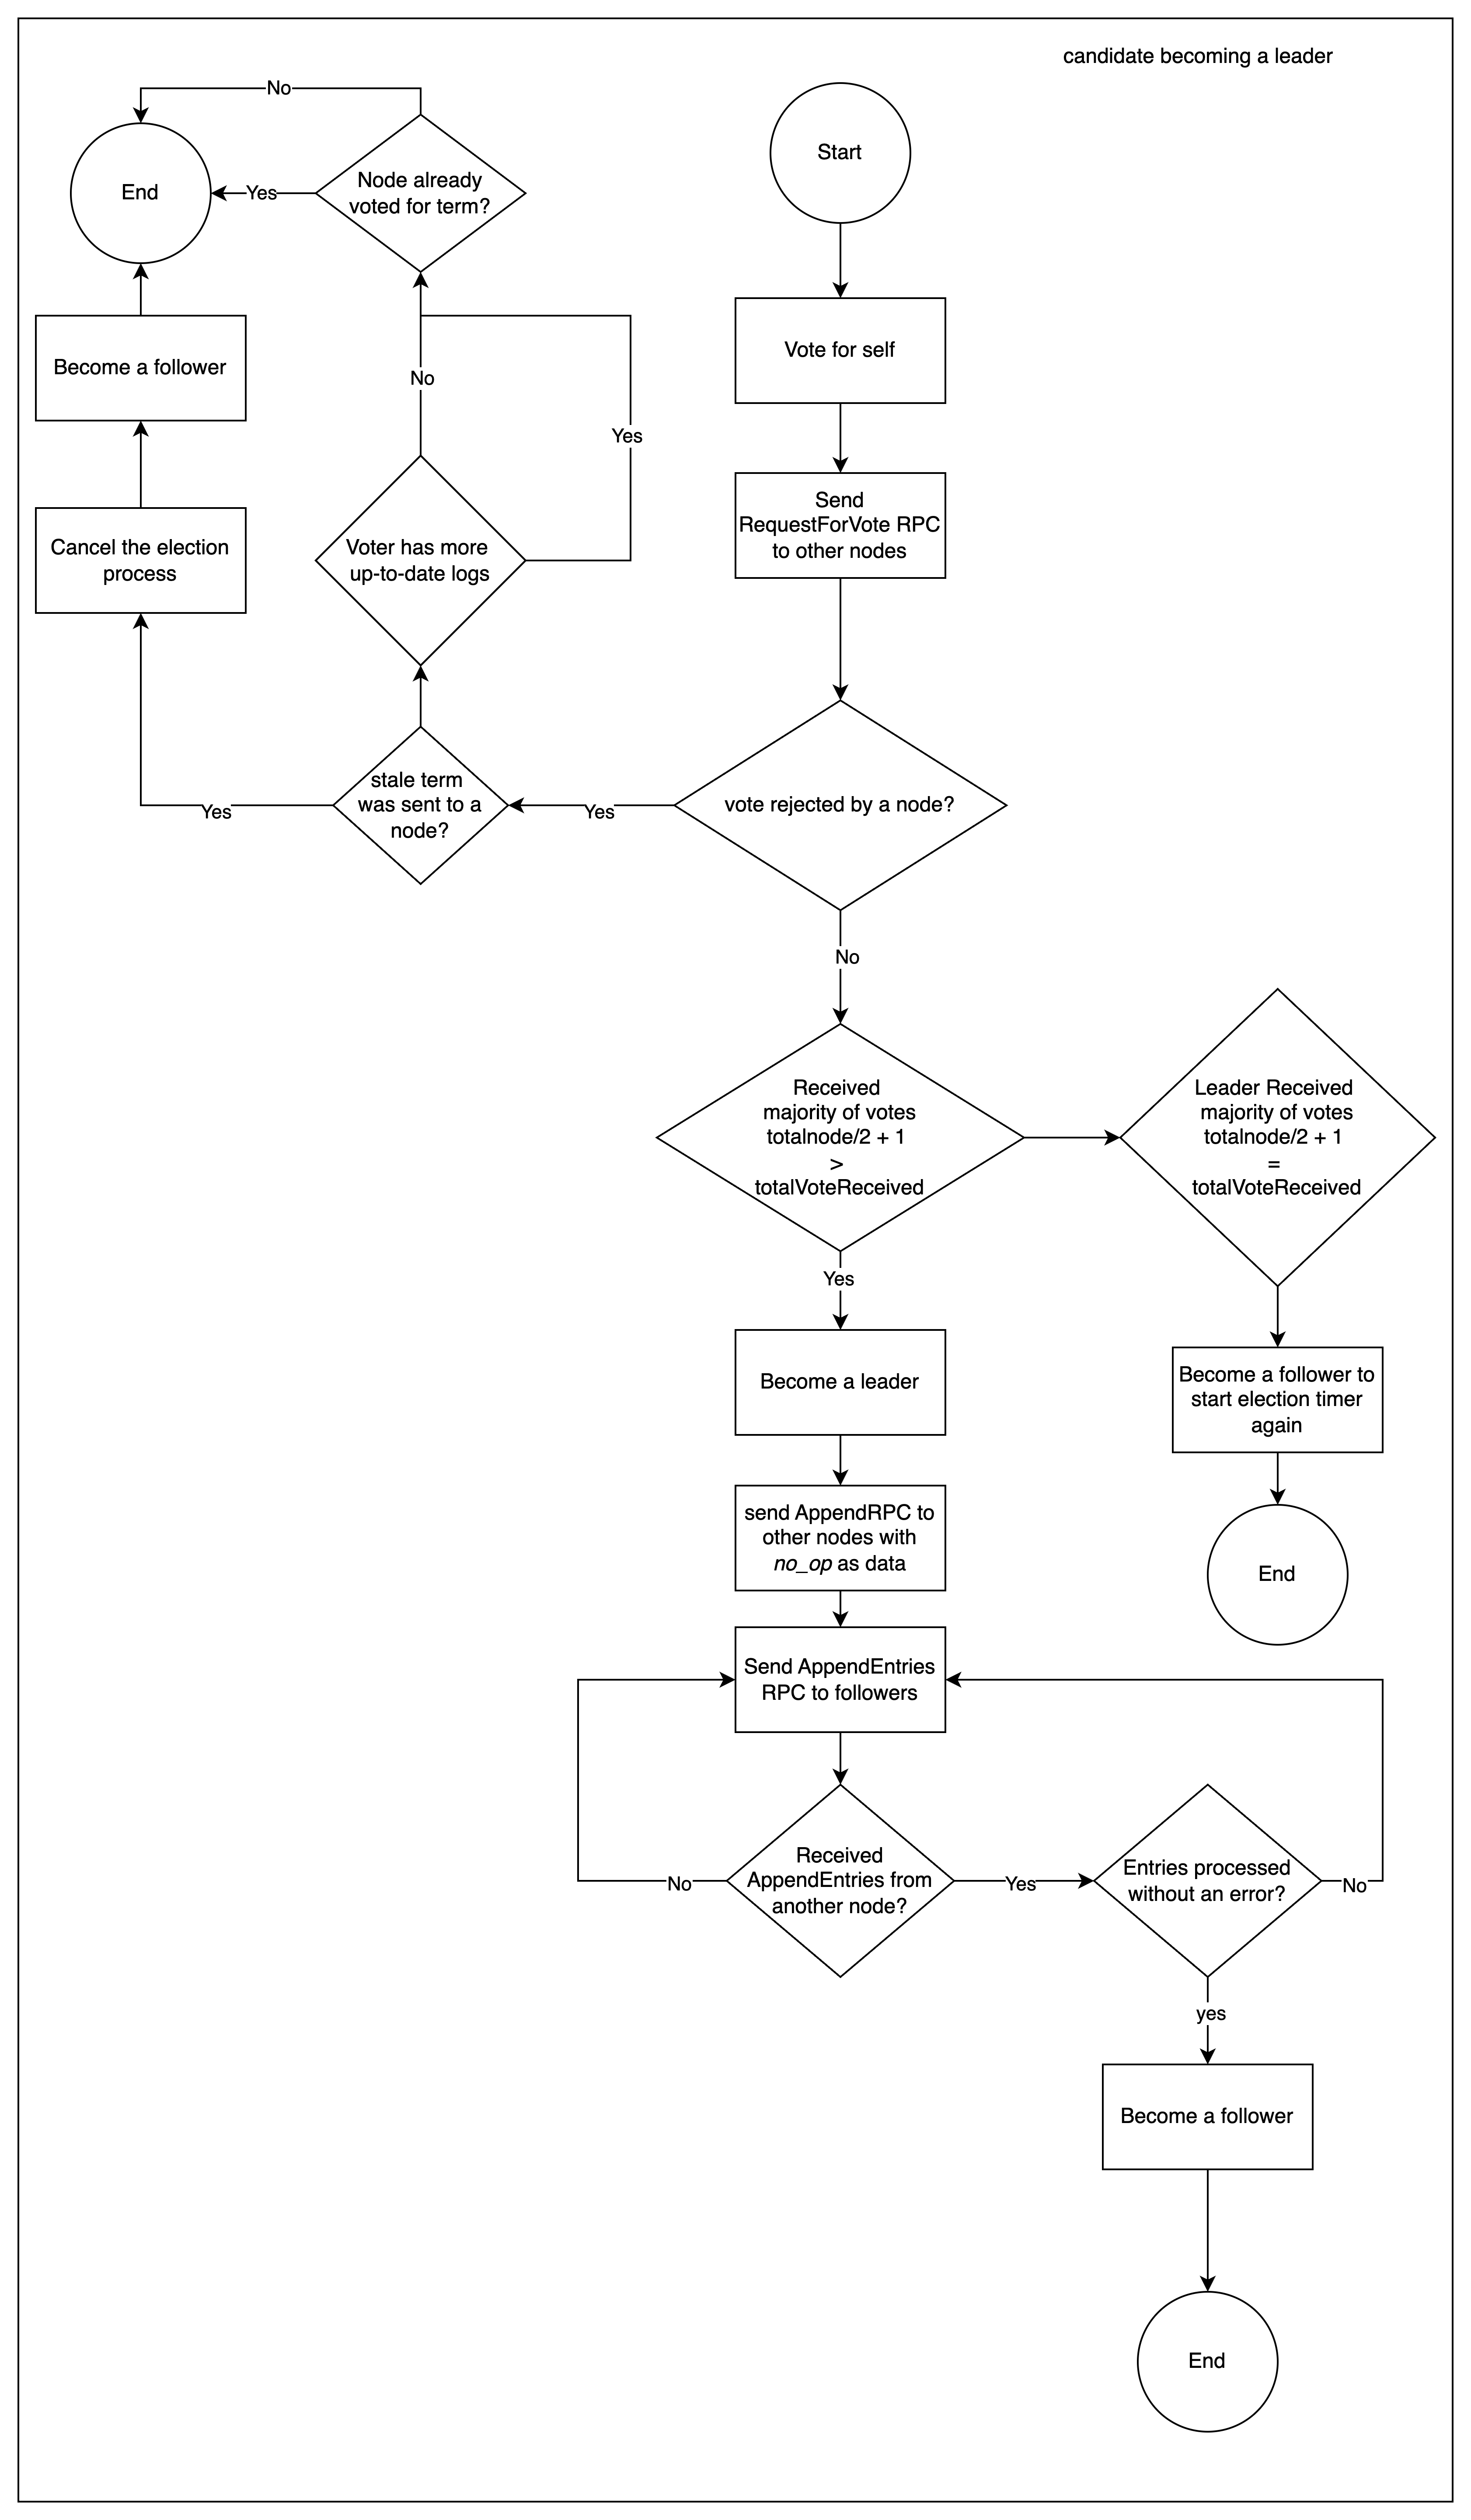 candidate becoming a leader
No
Start
End
Yes
Node already
voted for term?
Vote for self
Become a follower
No
Yes
Send
RequestForVote RPC
to other nodes
Cancel the election
process
Voter has more
up-to-date logs
stale term
was sent to a
node?
Yes
Yes
vote rejected by a node?
No
Received
majority of votes
totalnode/2 + 1
>
totalVoteReceived
Leader Received
majority of votes
totalnode/2 + 1
=
totalVoteReceived
Yes
Become a leader
Become a follower to
start election timer
again
send AppendRPC to
other nodes with
no_op as data
End
Send AppendEntries
RPC to followers
No
Received
AppendEntries from
another node?
Yes
Entries processed
without an error?
No
yes
Become a follower
End